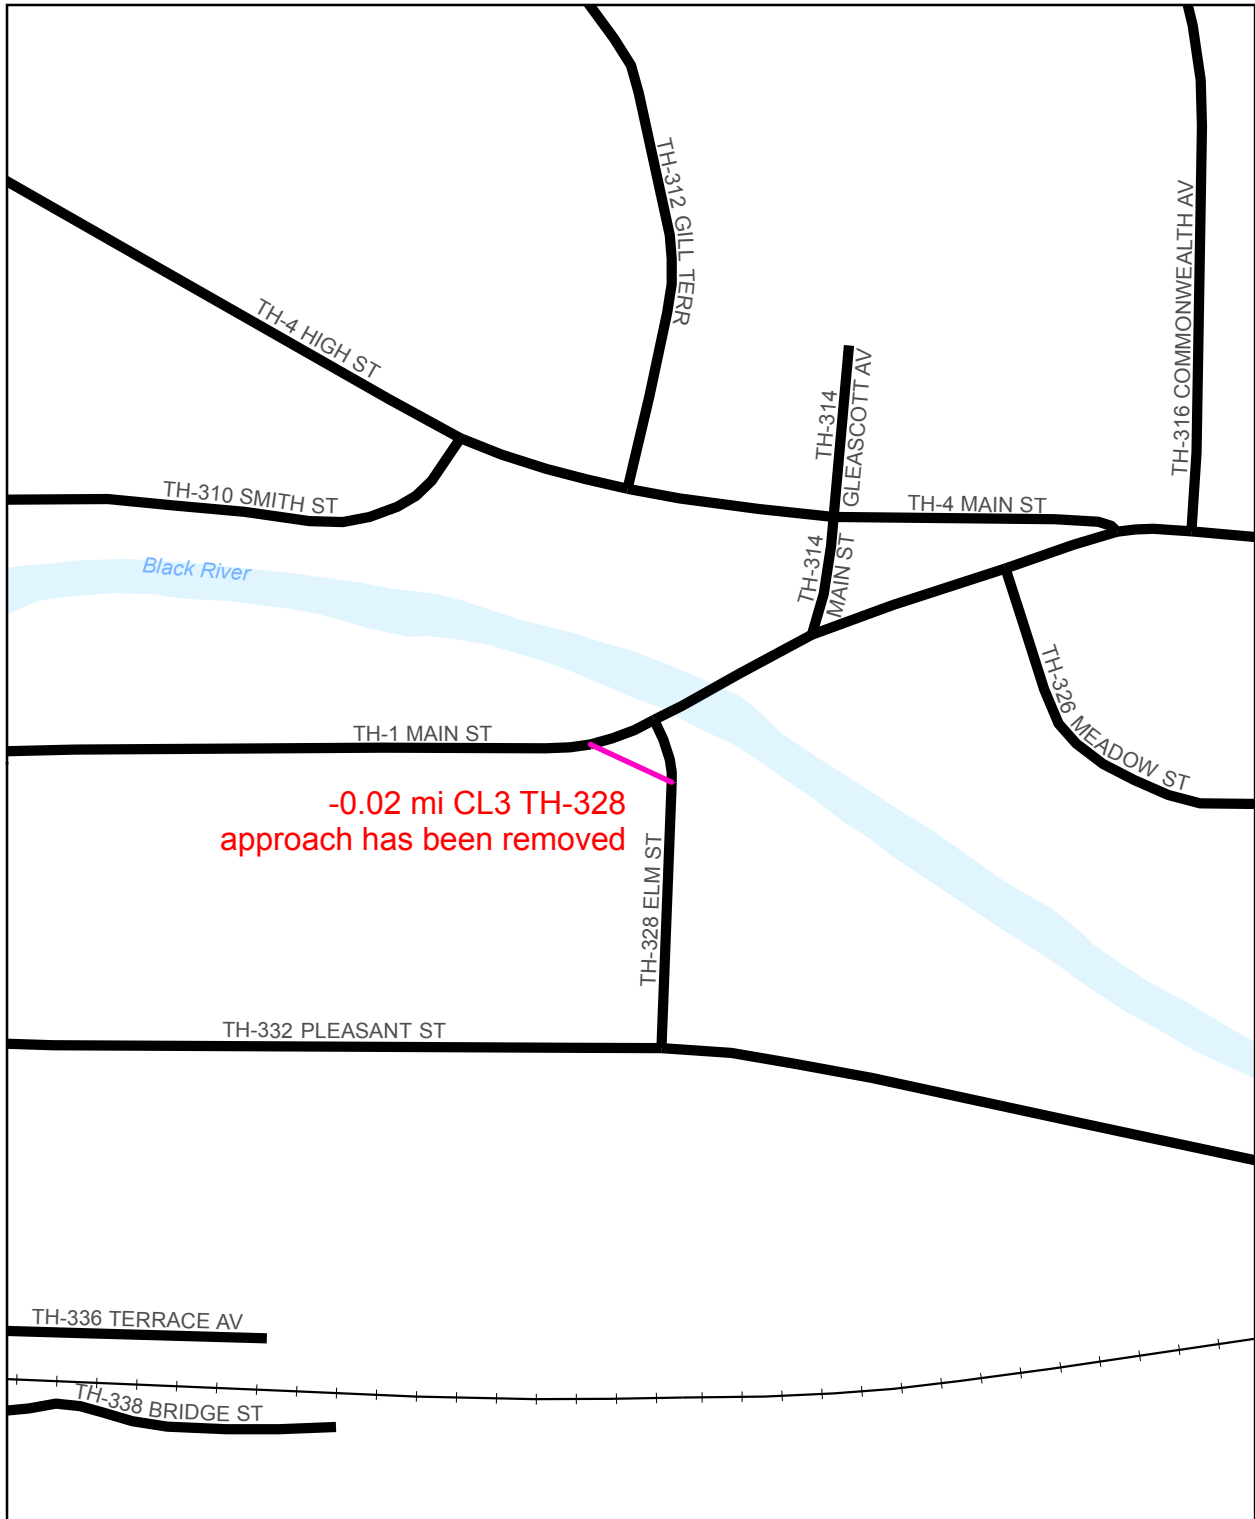 TH-312 GILL TERR
TH-316 COMMONWEALTH AV
TH-4 HIGH ST
TH-314
GLEASCOTT AV
TH-310 SMITH ST
TH-4 MAIN ST
TH-314
MAIN ST
Black River
TH-326 MEADOW ST
TH-1 MAIN ST
-0.02 mi CL3 TH-328
approach has been removed
TH-328 ELM ST
TH-332 PLEASANT ST
TH-336 TERRACE AV
TH-338 BRIDGE ST